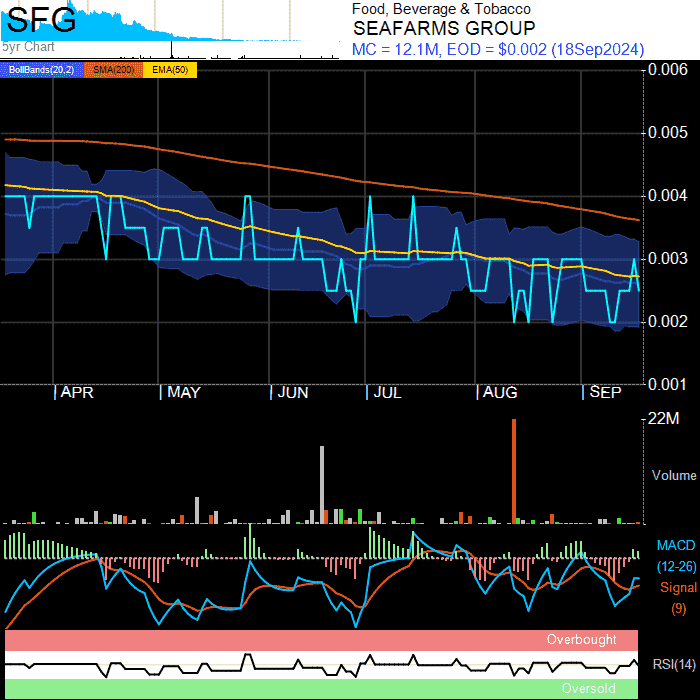 SFG
5yr Chart
Food, Beverage & Tobacco
SEAFARMS GROUP
MC = 12.1M, EOD = $0.002 (18Sep2024)
BollBands(20,2) SMA(200) EMA(50)
0.006
0.005
0.004
0.003
0.002
0.001
APR MAY JUN JUL AUG SEP
22M
Volume
MACD
(12-26)
Signal
(9)
Overbought
RSI(14)
Oversold